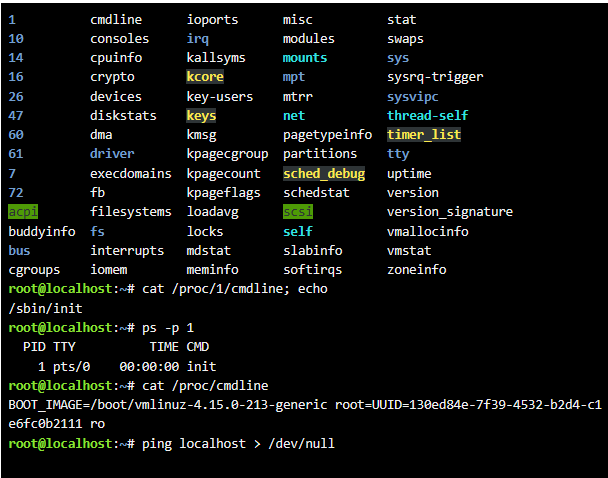 1 cmdline ioports misc stat
10 consoles irq modules swaps
14 cpuinfo kallsyms mounts sys
16 crypto kcore mpt sysrq-trigger
26 devices key-users mtrr sysvipc
47 diskstats keys net thread-self
60 dma kmsg pagetypeinfo timer_list
61 driver kpagecgroup partitions tty
7 execdomains kpagecount sched_debug uptime
72 fb kpageflags schedstat version
acpi filesystems loadavg scsi version_signature
buddyinfo fs locks self vmallocinfo
bus interrupts mdstat slabinfo vmstat
cgroups iomem meminfo softirqs zoneinfo
root@localhost:~# cat /proc/1/cmdline; echo
/sbin/init
root@localhost:~# ps -p 1
PID TTY TIME CMD
1 pts/0 00:00:00 init
root@localhost:~# cat /proc/cmdline
BOOT_IMAGE=/boot/vmlinuz-4.15.0-213-generic root=UUID=130ed84e-7f39-4532-b2d4-c1
e6fc0b2111 ro
root@localhost:~# ping localhost > /dev/null